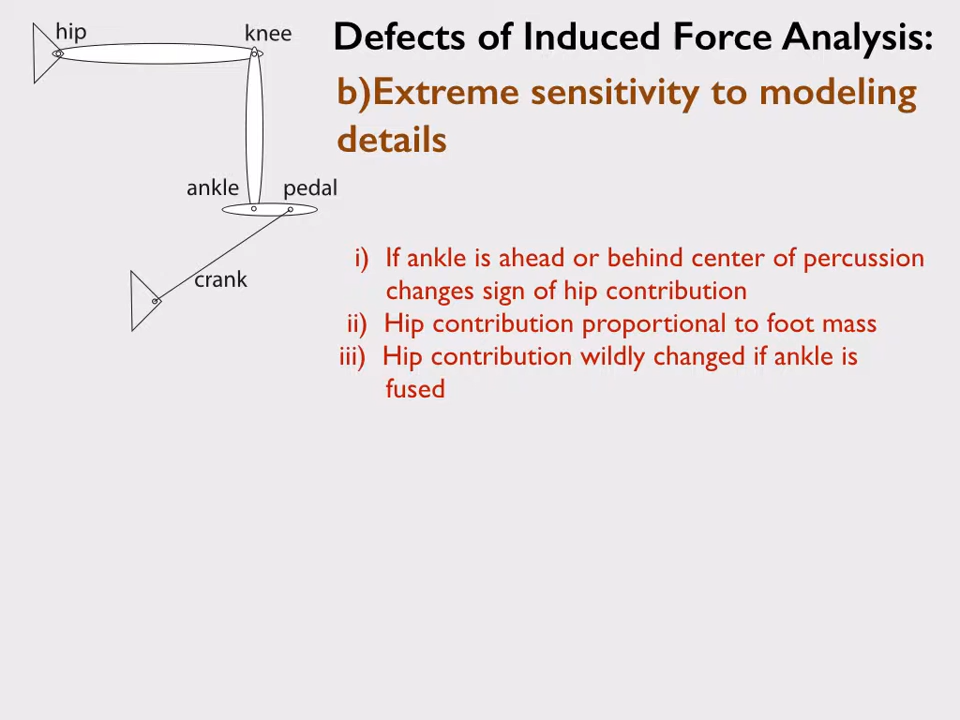 hip
knee
ankle
pedal
crank
Defects of Induced Force Analysis:
b)Extreme sensitivity to modeling
details
i) If ankle is ahead or behind center of percussion
changes sign of hip contribution
ii) Hip contribution proportional to foot mass
iii) Hip contribution wildly changed if ankle is
fused